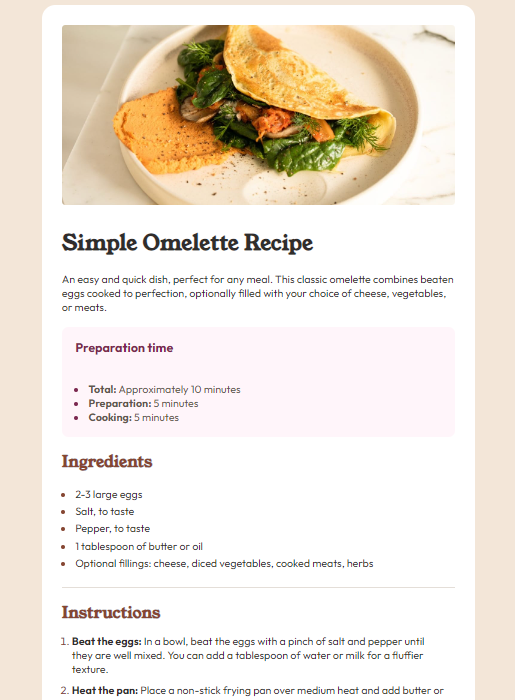 Simple Omelette Recipe
An easy and quick dish, perfect for any meal. This classic omelette combines beaten
eggs cooked to perfection, optionally filled with your choice of cheese, vegetables,
or meats.
Preparation time
Total: Approximately 10 minutes
Preparation: 5 minutes
Cooking: 5 minutes
Ingredients
2-3 large eggs
Salt, to taste
Pepper, to taste
1 tablespoon of butter or oil
Optional fillings: cheese, diced vegetables, cooked meats, herbs
Instructions
1. Beat the eggs: In a bowl, beat the eggs with a pinch of salt and pepper until
they are well mixed. You can add a tablespoon of water or milk for a fluffier
texture.
2. Heat the pan: Place a non-stick frying pan over medium heat and add butter or